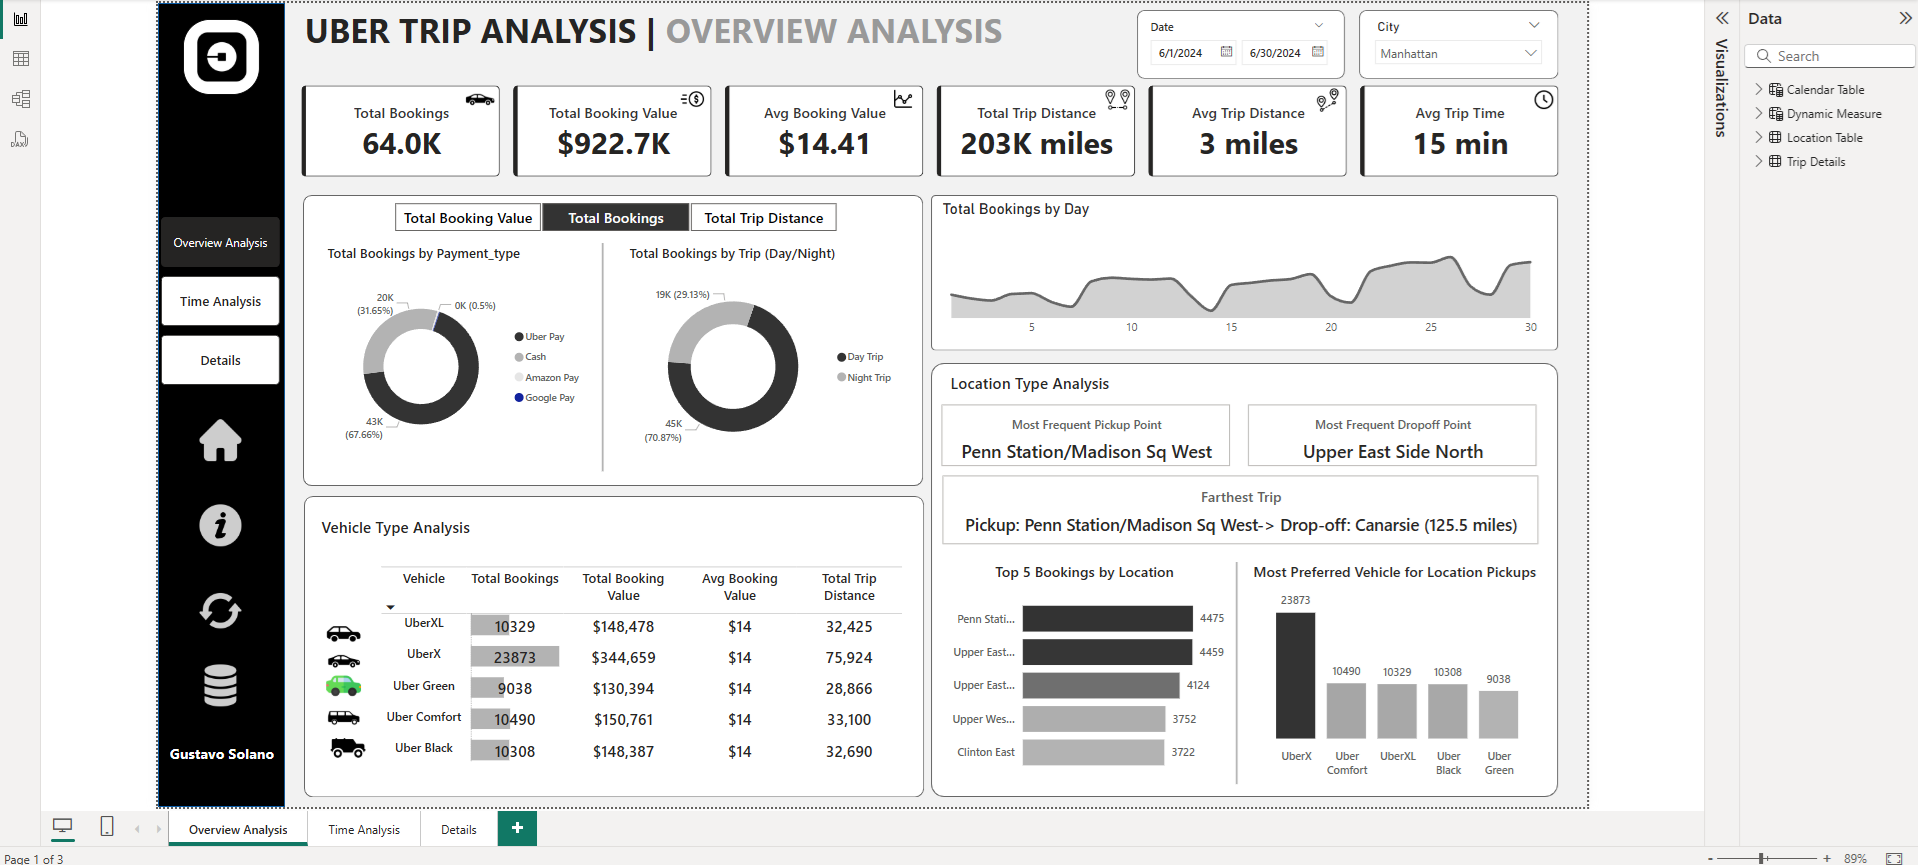 UBER TRIP ANALYSIS | OVERVIEW ANALYSIS
Date
6/1/2024
6/30/2024
City
Manhattan
Total Bookings
64.0K
Total Booking Value
$922.7K
Avg Booking Value
$14.41
Total Trip Distance
203K miles
Avg Trip Distance
3 miles
Avg Trip Time
15 min
Overview Analysis
Time Analysis
Details
Gustavo Solano
Total Booking Value
Total Bookings
Total Trip Distance
Total Bookings by Payment_type
20K
(31.65%)
0K (0.5%)
43K
(67.66%)
Uber Pay
Cash
Amazon Pay
Google Pay
Total Bookings by Trip (Day/Night)
19K (29.13%)
45K
(70.87%)
Day Trip
Night Trip
Total Bookings by Day
5 10 15 20 25 30
Vehicle Type Analysis
Vehicle Total Bookings Total Booking Value Avg Booking Value Total Trip Distance
UberXL 10329 $148,478 $14 32,425
UberX 23873 $344,659 $14 75,924
Uber Green 9038 $130,394 $14 28,866
Uber Comfort 10490 $150,761 $14 33,100
Uber Black 10308 $148,387 $14 32,690
Location Type Analysis
Most Frequent Pickup Point
Penn Station/Madison Sq West
Most Frequent Dropoff Point
Upper East Side North
Farthest Trip
Pickup: Penn Station/Madison Sq West-> Drop-off: Canarsie (125.5 miles)
Top 5 Bookings by Location
Penn Stati... 4475
Upper East... 4459
Upper East... 4124
Upper Wes... 3752
Clinton East 3722
Most Preferred Vehicle for Location Pickups
23873
10490
10329
10308
9038
UberX
Uber
Comfort
UberXL
Uber
Black
Uber
Green
Visualizations
Data
Search
Calendar Table
Dynamic Measure
Location Table
Trip Details
DAX
Overview Analysis
Time Analysis
Details
+
Page 1 of 3
- + 89%